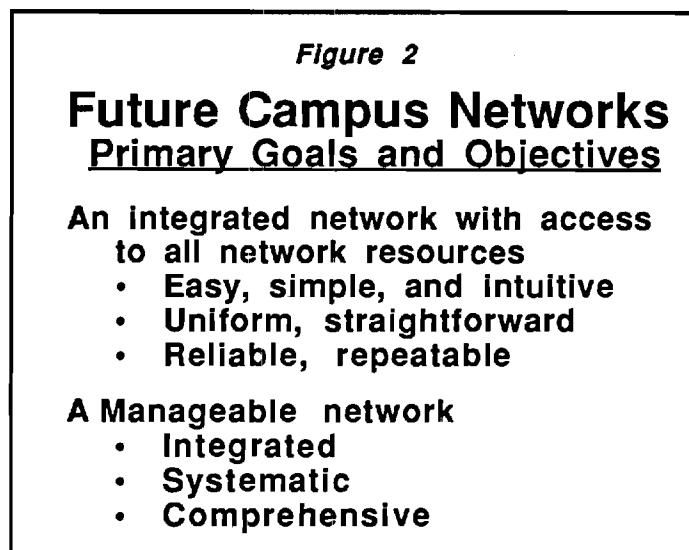 Figure 2
Future Campus Networks
Primary Goals and Objectives
An integrated network with access
to all network resources
• Easy, simple, and intuitive
• Uniform, straightforward
• Reliable, repeatable
A Manageable network
• Integrated
• Systematic
• Comprehensive